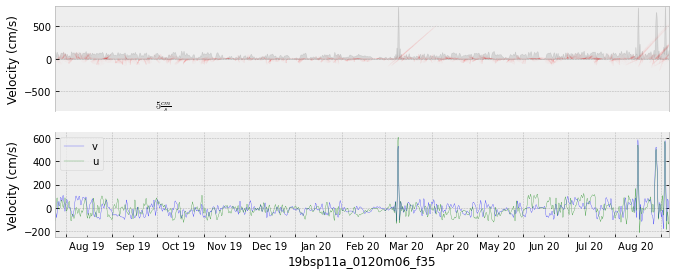 Velocity (cm/s)
500
0
−500
5 cm/s
Velocity (cm/s)
600
400
200
0
−200
v
u
Aug 19 Sep 19 Oct 19 Nov 19 Dec 19 Jan 20 Feb 20 Mar 20 Apr 20 May 20 Jun 20 Jul 20 Aug 20
19bsp11a_0120m06_f35